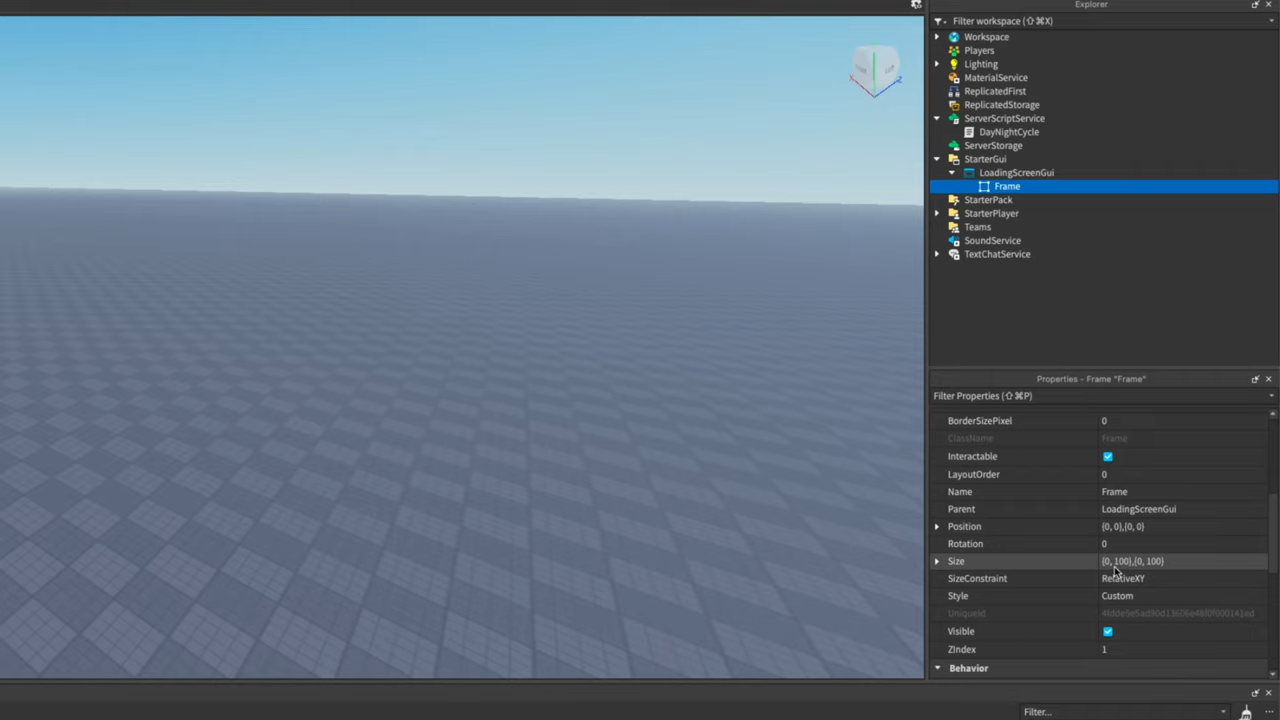 Explorer
Filter workspace (⇧⌘X)
Workspace
Players
Lighting
MaterialService
ReplicatedFirst
ReplicatedStorage
ServerScriptService
DayNightCycle
ServerStorage
StarterGui
LoadingScreenGui
Frame
StarterPack
StarterPlayer
Teams
SoundService
TextChatService
Properties - Frame "Frame"
Filter Properties (⇧⌘P)
BorderSizePixel 0
ClassName Frame
Interactable
LayoutOrder 0
Name Frame
Parent LoadingScreenGui
Position {0, 0},{0, 0}
Rotation 0
Size {0, 100},{0, 100}
SizeConstraint RelativeXY
Style Custom
UniqueId
Visible
ZIndex 1
Behavior
Filter...